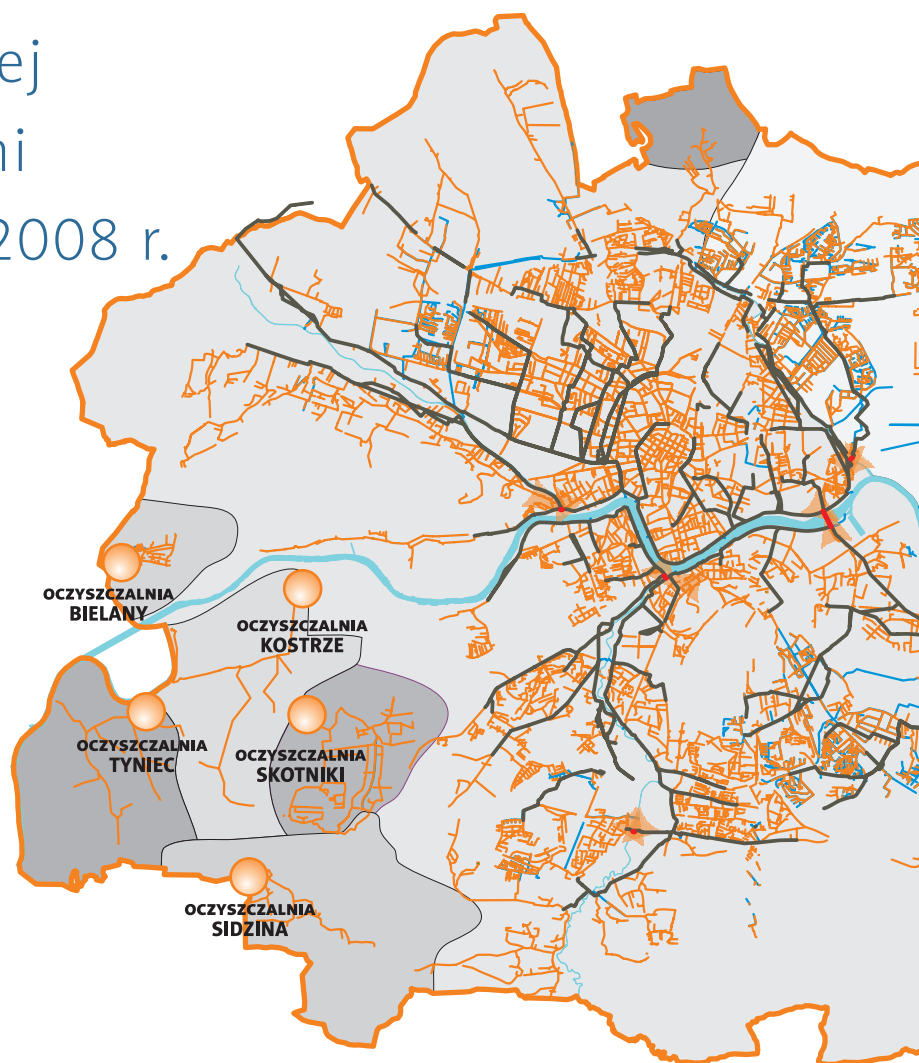 ej
ni
2008 r.
OCZYSZCZALNIA
BIELANY
OCZYSZCZALNIA
KOSTRZE
OCZYSZCZALNIA
TYNIEC
OCZYSZCZALNIA
SKOTNIKI
OCZYSZCZALNIA
SIDZINA